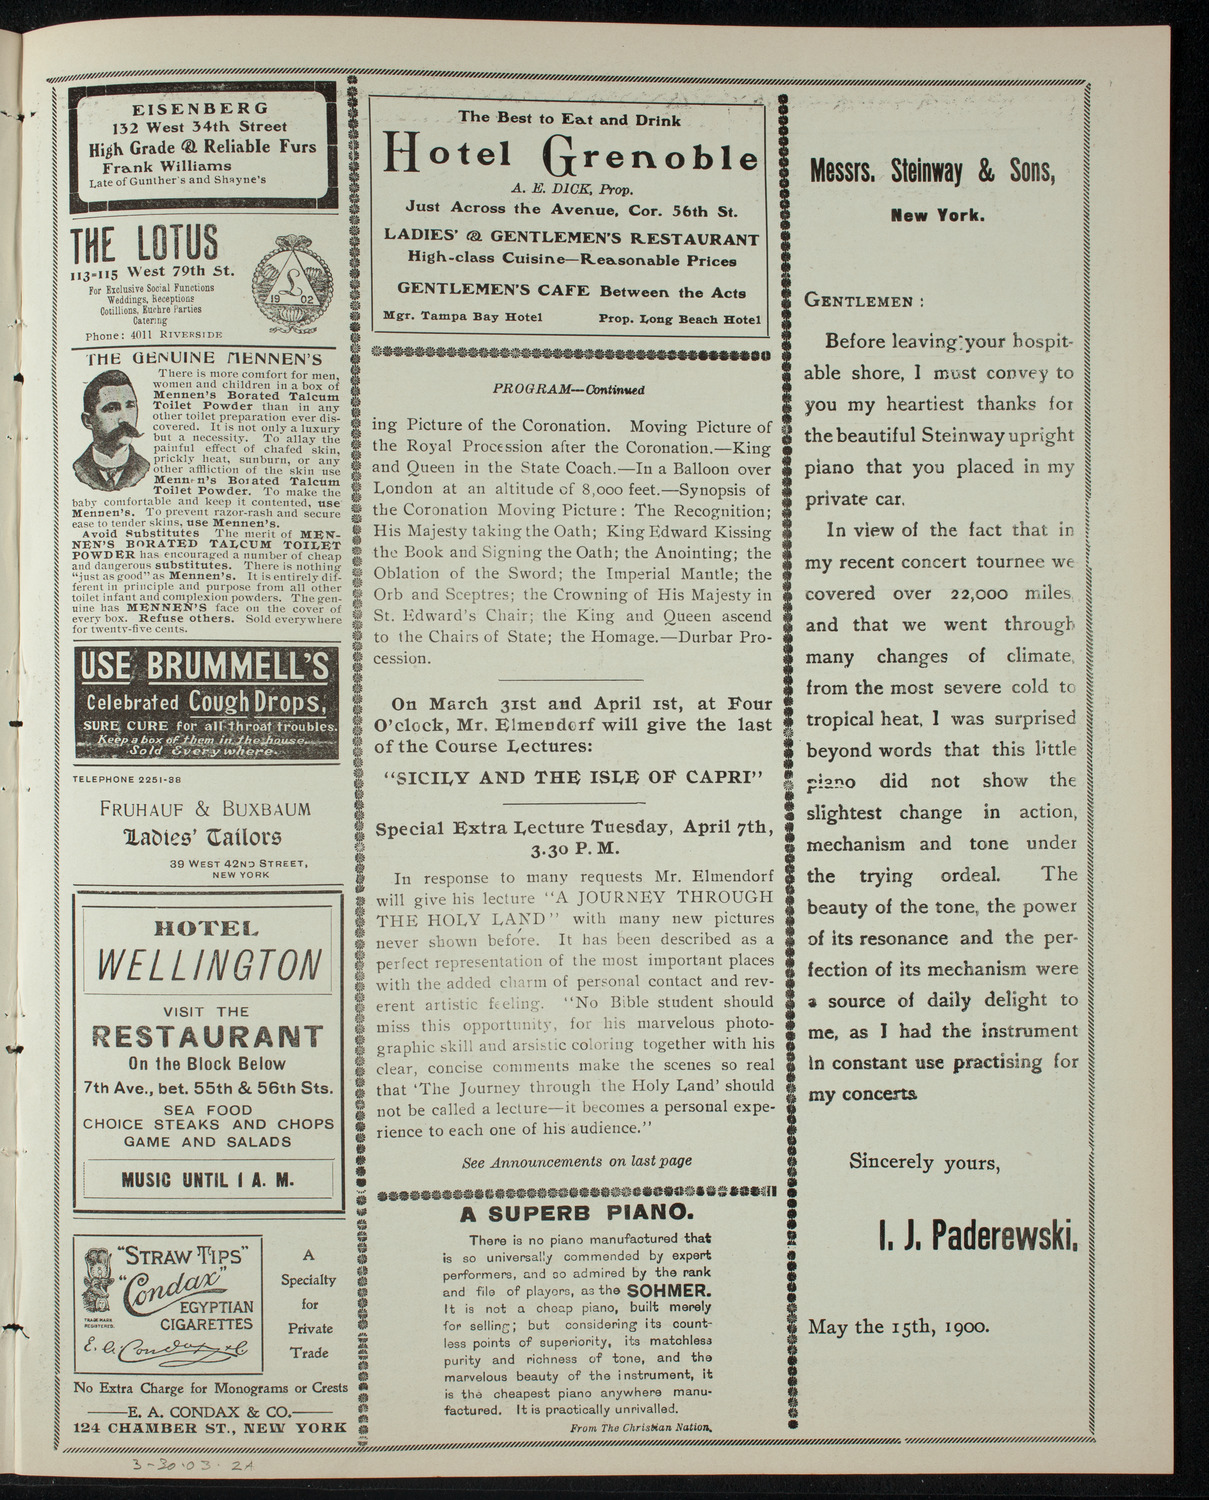 EISENBERG
132 West 34th Street
High Grade & Reliable Furs
Frank Williams
Late of Gunther's and Shayne's
THE LOTUS
113-115 West 79th St.
For Exclusive Social Functions
Weddings, Receptions
Cotillions, Euchre Parties
Catering
Phone: 4011 RIVERSIDE
L
19 02
THE GENUINE MENNEN'S
There is more comfort for men,
women and children in a box of
Mennen's Borated Talcum
Toilet Powder than in any
other toilet preparation ever dis-
covered. It is not only a luxury
but a necessity. To allay the
painful effect of chafed skin,
prickly heat, sunburn, or any
other affliction of the skin use
Mennen's Borated Talcum
Toilet Powder. To make the
baby comfortable and keep it contented, use
Mennen's. To prevent razor-rash and secure
ease to tender skins, use Mennen's.
Avoid Substitutes The merit of MEN-
NEN'S BORATED TALCUM TOILET
POWDER has encouraged a number of cheap
and dangerous substitutes. There is nothing
"just as good" as Mennen's. It is entirely dif-
ferent in principle and purpose from all other
toilet infant and complexion powders. The gen-
uine has MENNEN'S face on the cover of
every box. Refuse others. Sold everywhere
for twenty-five cents.
USE BRUMMELL'S
Celebrated Cough Drops,
SURE CURE for all throat troubles.
Keep a box of them in the house.
Sold Everywhere.
TELEPHONE 2251-38
FRUHAUF & BUXBAUM
Ladies' Tailors
39 WEST 42ND STREET,
NEW YORK
HOTEL
WELLINGTON
VISIT THE
RESTAURANT
On the Block Below
7th Ave., bet. 55th & 56th Sts.
SEA FOOD
CHOICE STEAKS AND CHOPS
GAME AND SALADS
MUSIC UNTIL 1 A. M.
"STRAW TIPS"
"Condax"
EGYPTIAN
CIGARETTES
TRADE MARK
REGISTERED.
E. A. Condax & Co
A
Specialty
for
Private
Trade
No Extra Charge for Monograms or Crests
E. A. CONDAX & CO.
124 CHAMBER ST., NEW YORK
3-30-03. 2A
The Best to Eat and Drink
Hotel Grenoble
A. E. DICK, Prop.
Just Across the Avenue, Cor. 56th St.
LADIES' & GENTLEMEN'S RESTAURANT
High-class Cuisine—Reasonable Prices
GENTLEMEN'S CAFE Between the Acts
Mgr. Tampa Bay Hotel Prop. Long Beach Hotel
PROGRAM—Continued
ing Picture of the Coronation. Moving Picture of
the Royal Procession after the Coronation.—King
and Queen in the State Coach.—In a Balloon over
London at an altitude of 8,000 feet.—Synopsis of
the Coronation Moving Picture: The Recognition;
His Majesty taking the Oath; King Edward Kissing
the Book and Signing the Oath; the Anointing; the
Oblation of the Sword; the Imperial Mantle; the
Orb and Sceptres; the Crowning of His Majesty in
St. Edward's Chair; the King and Queen ascend
to the Chairs of State; the Homage.—Durbar Pro-
cession.
On March 31st and April 1st, at Four
O'clock, Mr. Elmendorf will give the last
of the Course Lectures:
"SICILY AND THE ISLE OF CAPRI"
Special Extra Lecture Tuesday, April 7th,
3.30 P. M.
In response to many requests Mr. Elmendorf
will give his lecture "A JOURNEY THROUGH
THE HOLY LAND" with many new pictures
never shown before. It has been described as a
perfect representation of the most important places
with the added charm of personal contact and rev-
erent artistic feeling. "No Bible student should
miss this opportunity, for his marvelous photo-
graphic skill and arsistic coloring together with his
clear, concise comments make the scenes so real
that 'The Journey through the Holy Land' should
not be called a lecture—it becomes a personal expe-
rience to each one of his audience."
See Announcements on last page
A SUPERB PIANO.
There is no piano manufactured that
is so universally commended by expert
performers, and so admired by the rank
and file of players, as the SOHMER.
It is not a cheap piano, built merely
for selling; but considering its count-
less points of superiority, its matchless
purity and richness of tone, and the
marvelous beauty of the instrument, it
is the cheapest piano anywhere manu-
factured. It is practically unrivalled.
From The Christian Nation.
Messrs. Steinway & Sons,
New York.
GENTLEMEN:
Before leaving your hospit-
able shore, I must convey to
you my heartiest thanks for
the beautiful Steinway upright
piano that you placed in my
private car.
In view of the fact that in
my recent concert tournee we
covered over 22,000 miles,
and that we went through
many changes of climate,
from the most severe cold to
tropical heat, I was surprised
beyond words that this little
piano did not show the
slightest change in action,
mechanism and tone under
the trying ordeal. The
beauty of the tone, the power
of its resonance and the per-
fection of its mechanism were
a source of daily delight to
me, as I had the instrument
in constant use practising for
my concerts
Sincerely yours,
I. J. Paderewski.
May the 15th, 1900.